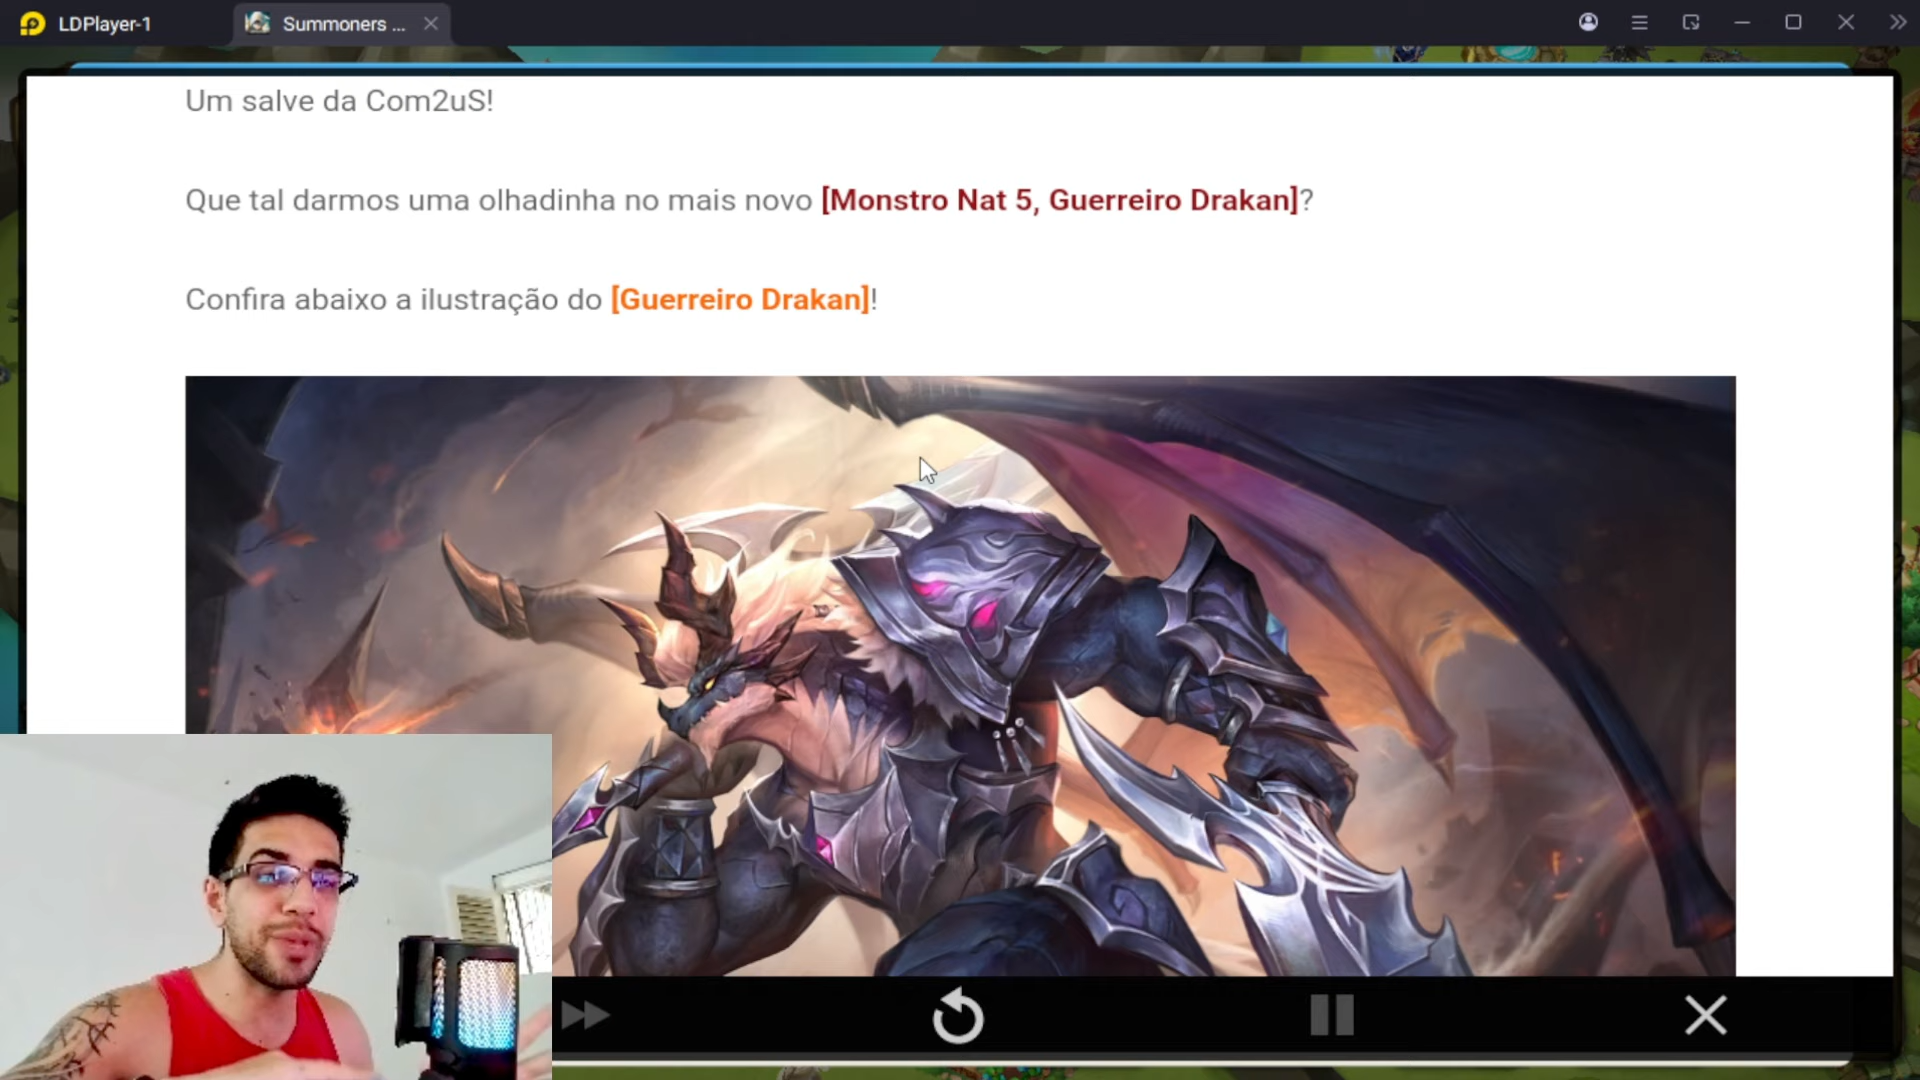 LDPlayer-1
Summoners ...
Um salve da Com2uS!
Que tal darmos uma olhadinha no mais novo [Monstro Nat 5, Guerreiro Drakan]?
Confira abaixo a ilustração do [Guerreiro Drakan]!